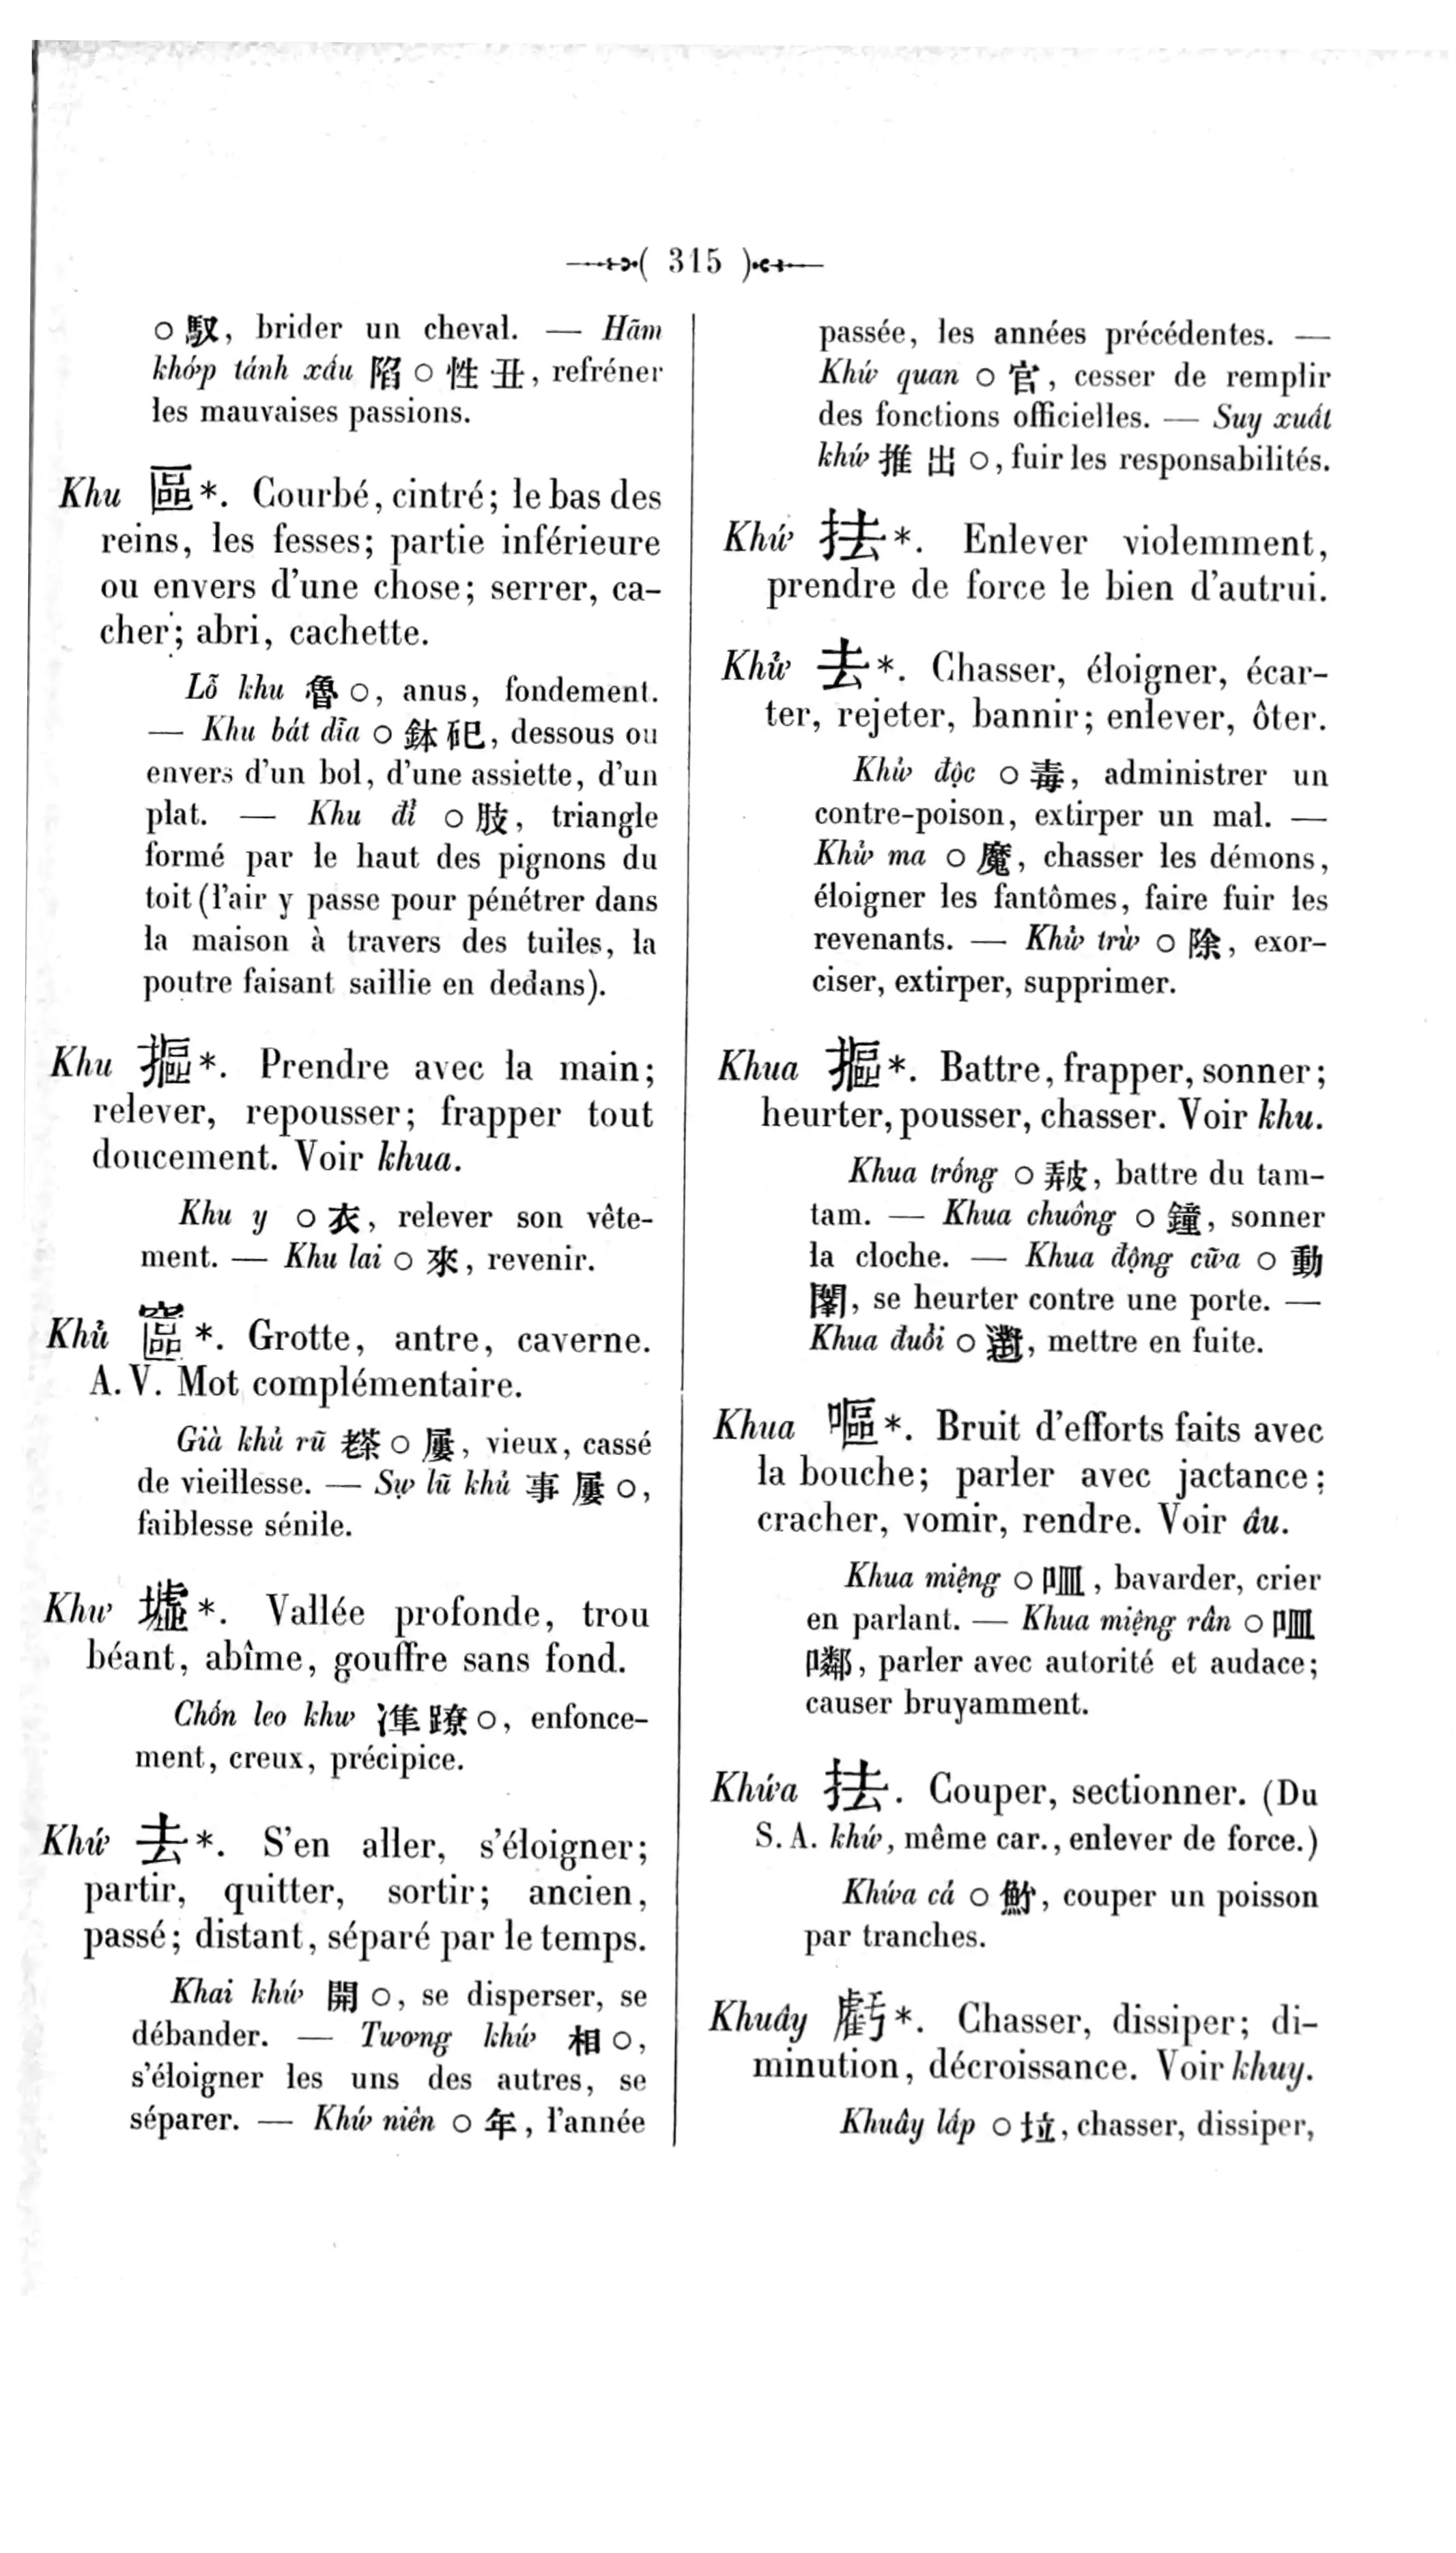 ( 315 )
○ 馭, brider un cheval. — Hãm
khớp tánh xấu 陷 ○ 性 丑, refréner
les mauvaises passions.
Khu 區*. Courbé, cintré; le bas des
reins, les fesses; partie inférieure
ou envers d'une chose; serrer, ca-
cher; abri, cachette.
Lỗ khu 魯 ○, anus, fondement.
— Khu bát dĩa ○ 鉢, dessous ou
envers d'un bol, d'une assiette, d'un
plat. — Khu đỉ ○ 肢, triangle
formé par le haut des pignons du
toit (l'air y passe pour pénétrer dans
la maison à travers des tuiles, la
poutre faisant saillie en dedans).
Khu 摳*. Prendre avec la main;
relever, repousser; frapper tout
doucement. Voir khua.
Khu y ○ 衣, relever son vête-
ment. — Khu lai ○ 來, revenir.
Khủ *. Grotte, antre, caverne.
A. V. Mot complémentaire.
Già khủ rũ ○ 屢, vieux, cassé
de vieillesse. — Sự lũ khủ 事 屢 ○,
faiblesse sénile.
Khư 墟*. Vallée profonde, trou
béant, abîme, gouffre sans fond.
Chốn leo khư ○, enfonce-
ment, creux, précipice.
Khứ 去*. S'en aller, s'éloigner;
partir, quitter, sortir; ancien,
passé; distant, séparé par le temps.
Khai khứ 開 ○, se disperser, se
débander. — Tương khứ 相 ○,
s'éloigner les uns des autres, se
séparer. — Khứ niên ○ 年, l'année
passée, les années précédentes. —
Khứ quan ○ 官, cesser de remplir
des fonctions officielles. — Suy xuất
khứ 推 出 ○, fuir les responsabilités.
Khứ 抾*. Enlever violemment,
prendre de force le bien d'autrui.
Khử 去*. Chasser, éloigner, écar-
ter, rejeter, bannir; enlever, ôter.
Khử độc ○ 毒, administrer un
contre-poison, extirper un mal. —
Khử ma ○ 魔, chasser les démons,
éloigner les fantômes, faire fuir les
revenants. — Khử trừ ○ 除, exor-
ciser, extirper, supprimer.
Khua 摳*. Battre, frapper, sonner;
heurter, pousser, chasser. Voir khu.
Khua trống ○, battre du tam-
tam. — Khua chuông ○ 鐘, sonner
la cloche. — Khua động cửa ○ 動
, se heurter contre une porte. —
Khua đuổi ○, mettre en fuite.
Khua 嘔*. Bruit d'efforts faits avec
la bouche; parler avec jactance;
cracher, vomir, rendre. Voir âu.
Khua miệng ○ 𠰘, bavarder, crier
en parlant. — Khua miệng rân ○
, parler avec autorité et audace;
causer bruyamment.
Khứa 抾. Couper, sectionner. (Du
S. A. khứ, même car., enlever de force.)
Khứa cá ○, couper un poisson
par tranches.
Khuây 虧*. Chasser, dissiper; di-
minution, décroissance. Voir khuy.
Khuây lấp ○ 垃, chasser, dissiper,